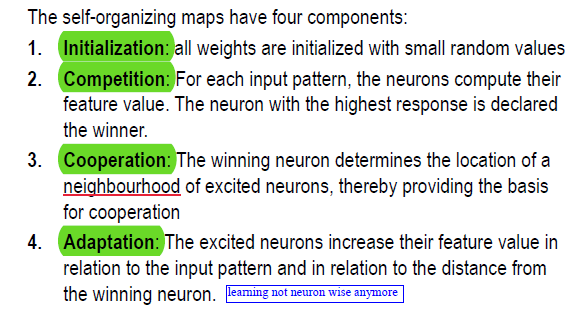 The self-organizing maps have four components:
1. Initialization: all weights are initialized with small random values
2. Competition: For each input pattern, the neurons compute their
feature value. The neuron with the highest response is declared
the winner.
3. Cooperation: The winning neuron determines the location of a
neighbourhood of excited neurons, thereby providing the basis
for cooperation
4. Adaptation: The excited neurons increase their feature value in
relation to the input pattern and in relation to the distance from
the winning neuron. learning not neuron wise anymore